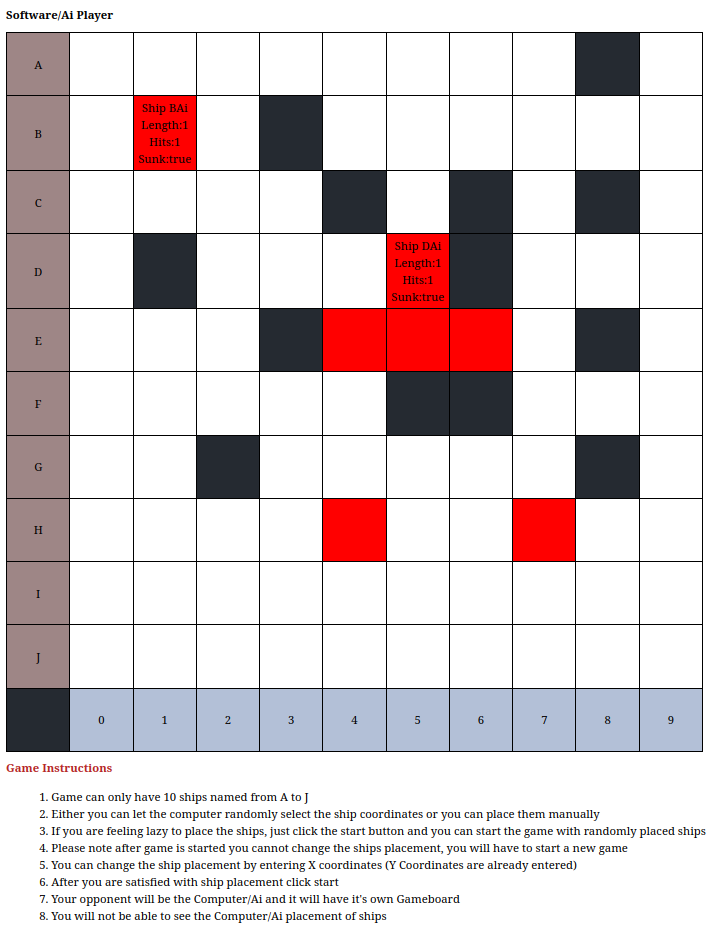 Software/Ai Player
A
B
Ship BAi
Length:1
Hits:1
Sunk:true
C
D
Ship DAi
Length:1
Hits:1
Sunk:true
E
F
G
H
I
J
0 1 2 3 4 5 6 7 8 9
Game Instructions
1. Game can only have 10 ships named from A to J
2. Either you can let the computer randomly select the ship coordinates or you can place them manually
3. If you are feeling lazy to place the ships, just click the start button and you can start the game with randomly placed ships
4. Please note after game is started you cannot change the ships placement, you will have to start a new game
5. You can change the ship placement by entering X coordinates (Y Coordinates are already entered)
6. After you are satisfied with ship placement click start
7. Your opponent will be the Computer/Ai and it will have it's own Gameboard
8. You will not be able to see the Computer/Ai placement of ships